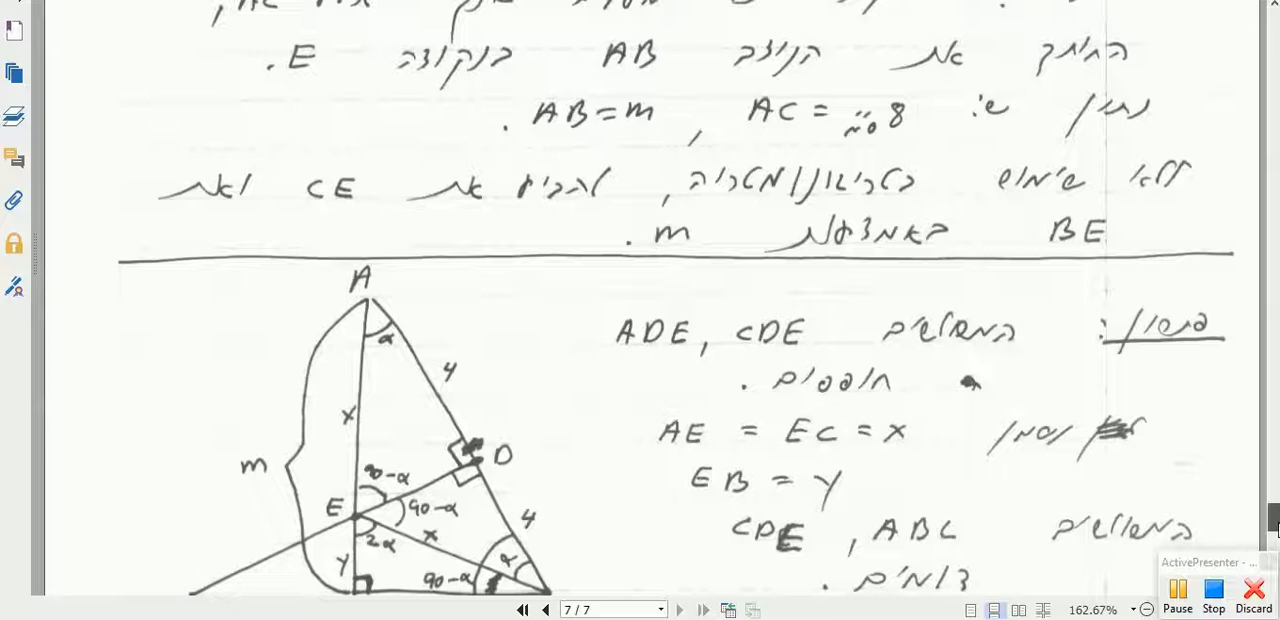 החותך את הניצב AB בנקודה E .
נתון ש: AC = 8 ס"מ , AB = m .
ללא שימוש בטריגונומטריה, להביע את CE ואת
BE באמצעות m .
פתרון: המשולשים ADE , CDE
חופפים .
נסמן AE = EC = x
EB = y
המשולשים ABC , CDE
דומים .
A
α
4
x
D
m
90-α
E
90-α
4
2α
x
α
y
90-α
ActivePresenter - ...
Pause Stop Discard
7 / 7
162.67%